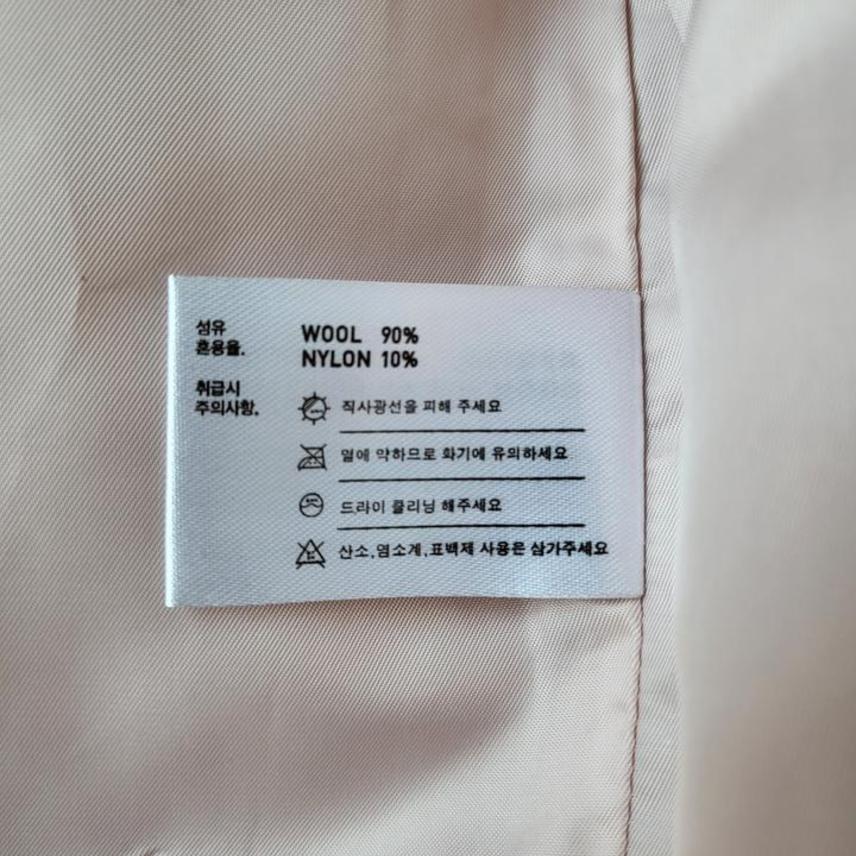 섬유
혼용율.
WOOL 90%
NYLON 10%
취급시
주의사항.
직사광선을 피해 주세요
열에 약하므로 화기에 유의하세요
드라이 클리닝 해주세요
산소,염소계,표백제 사용은 삼가주세요